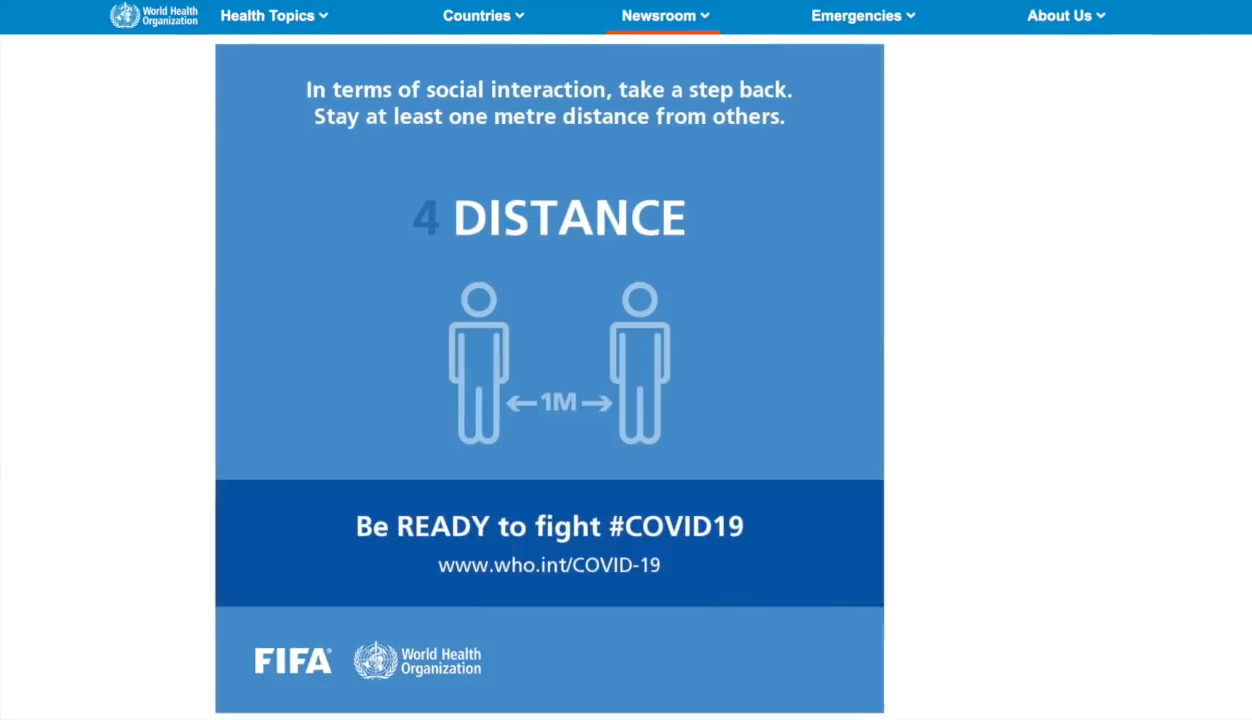 World Health
Organization
Health Topics
Countries
Newsroom
Emergencies
About Us
In terms of social interaction, take a step back.
Stay at least one metre distance from others.
4 DISTANCE
1M
Be READY to fight #COVID19
www.who.int/COVID-19
FIFA®
World Health
Organization